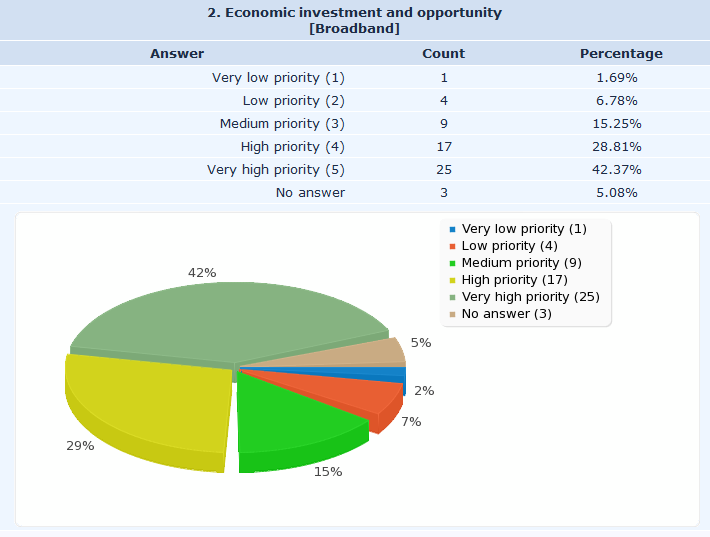 2. Economic investment and opportunity
[Broadband]
Answer Count Percentage
Very low priority (1) 1 1.69%
Low priority (2) 4 6.78%
Medium priority (3) 9 15.25%
High priority (4) 17 28.81%
Very high priority (5) 25 42.37%
No answer 3 5.08%
Very low priority (1)
Low priority (4)
Medium priority (9)
High priority (17)
Very high priority (25)
No answer (3)
42%
5%
2%
7%
29%
15%